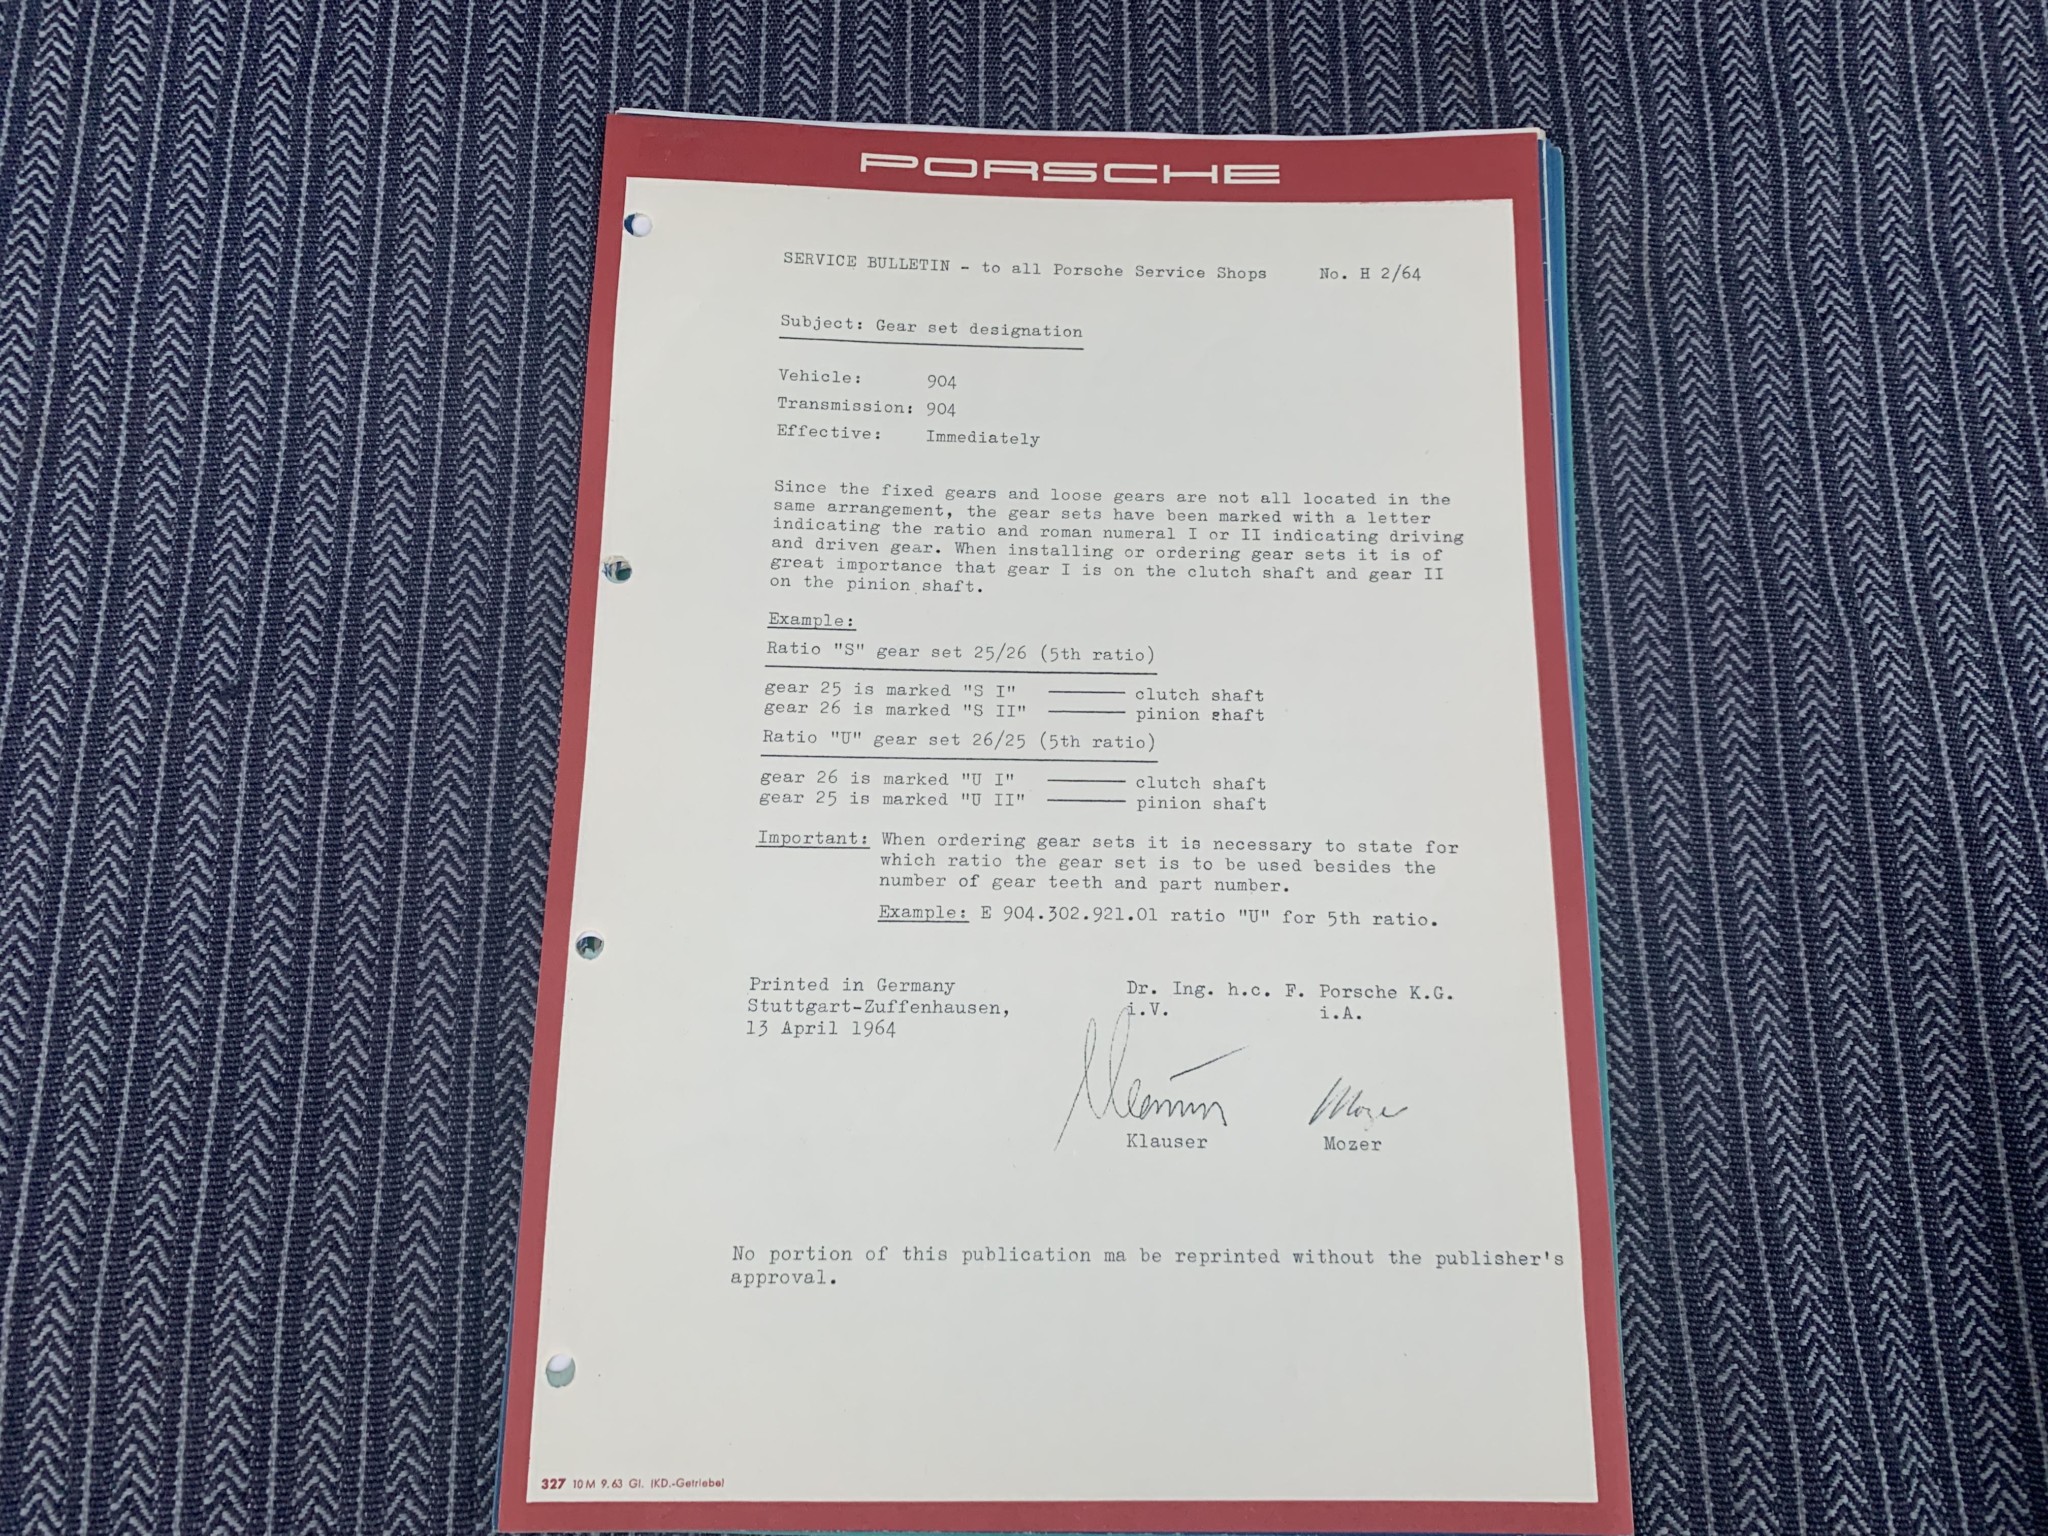 PORSCHE
SERVICE BULLETIN - to all Porsche Service Shops No. H 2/64
Subject: Gear set designation
Vehicle: 904
Transmission: 904
Effective: Immediately
Since the fixed gears and loose gears are not all located in the
same arrangement, the gear sets have been marked with a letter
indicating the ratio and roman numeral I or II indicating driving
and driven gear. When installing or ordering gear sets it is of
great importance that gear I is on the clutch shaft and gear II
on the pinion shaft.
Example:
Ratio "S" gear set 25/26 (5th ratio)
gear 25 is marked "S I" ——— clutch shaft
gear 26 is marked "S II" ——— pinion shaft
Ratio "U" gear set 26/25 (5th ratio)
gear 26 is marked "U I" ——— clutch shaft
gear 25 is marked "U II" ——— pinion shaft
Important: When ordering gear sets it is necessary to state for
which ratio the gear set is to be used besides the
number of gear teeth and part number.
Example: E 904.302.921.01 ratio "U" for 5th ratio.
Printed in Germany Dr. Ing. h.c. F. Porsche K.G.
Stuttgart-Zuffenhausen, i.V. i.A.
13 April 1964
Mozer
Klauser Mozer
No portion of this publication ma be reprinted without the publisher's
approval.
327 10 M 9.63 Gl. (KD.-Getriebe)